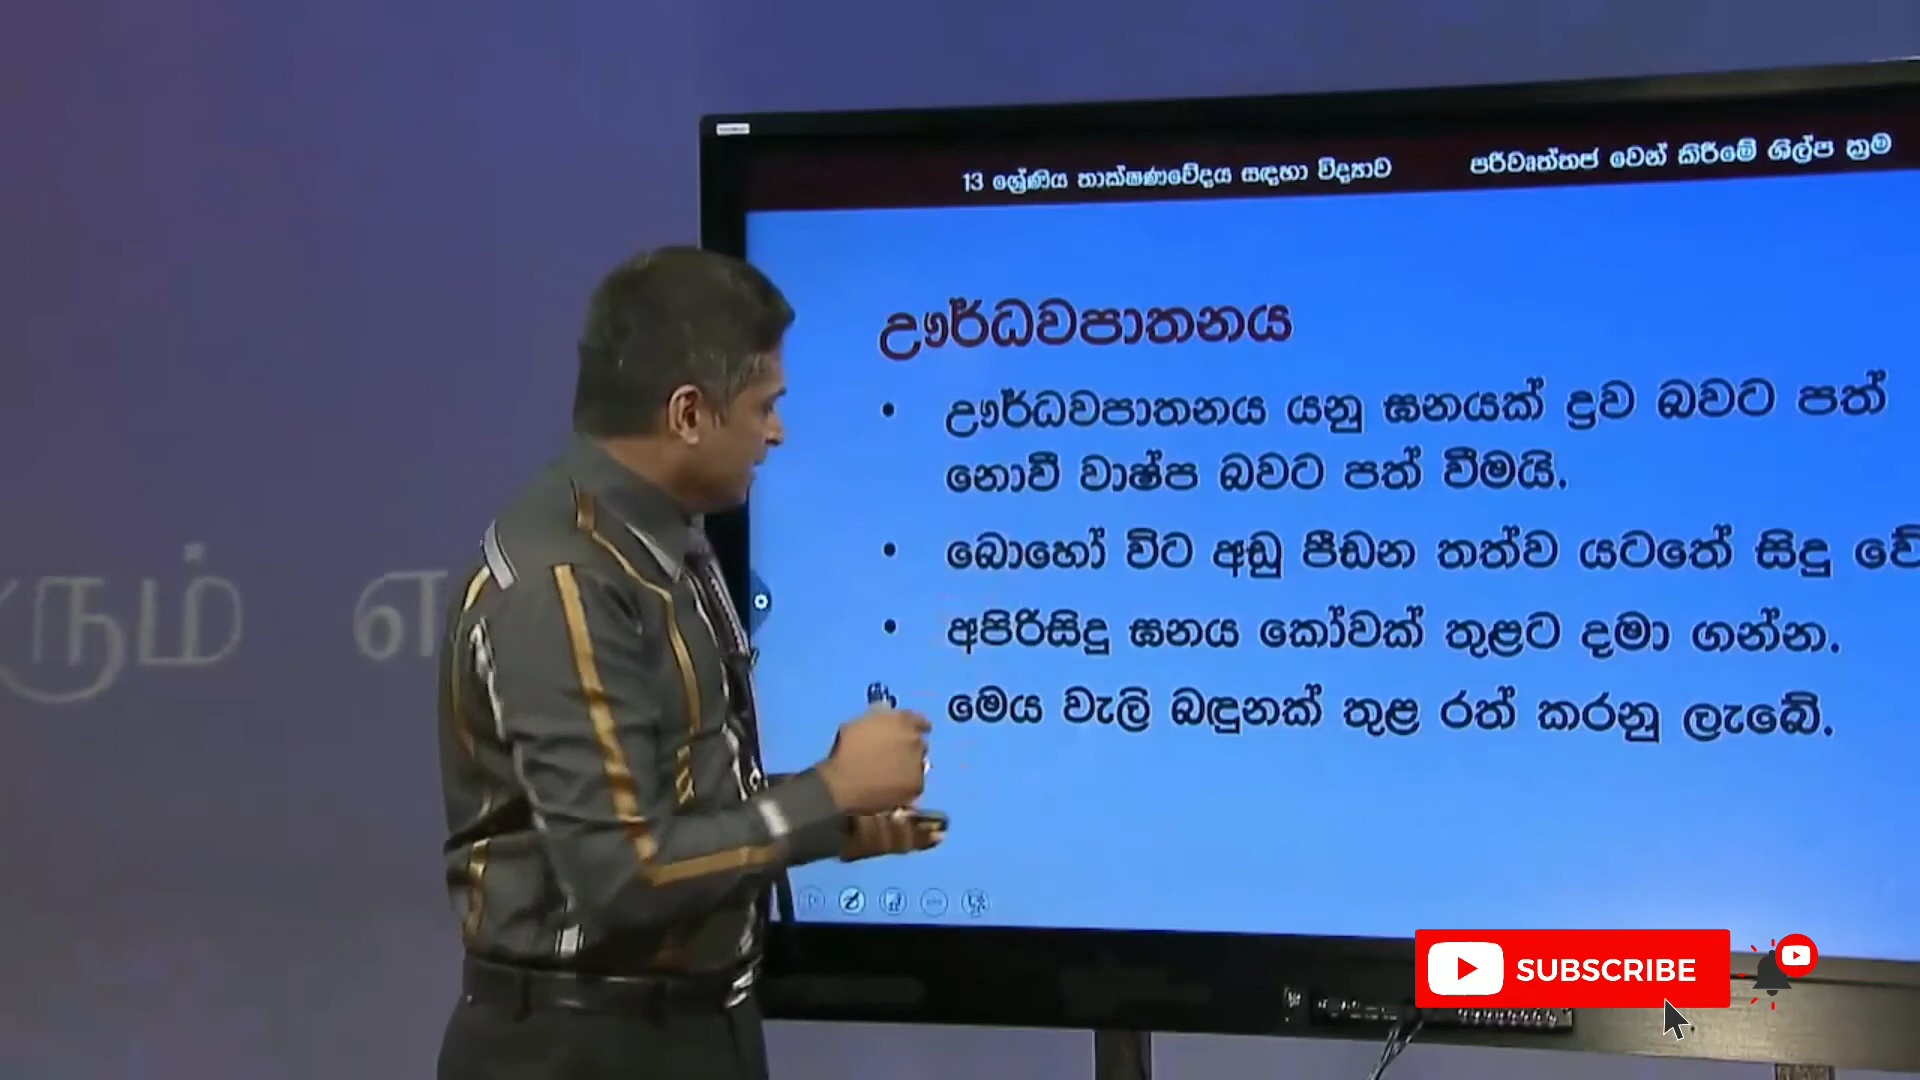 13 ශ්‍රේණිය තාක්ෂණවේදය සඳහා විද්‍යාව පරිවෘත්තජ වෙන් කිරීමේ ශිල්ප ක්‍රම
ඌර්ධවපාතනය
• ඌර්ධවපාතනය යනු ඝනයක් ද්‍රව බවට පත්
නොවී වාෂ්ප බවට පත් වීමයි.
• බොහෝ විට අඩු පීඩන තත්ව යටතේ සිදු වේ
• අපිරිසිදු ඝනය කෝවක් තුළට දමා ගන්න.
මෙය වැලි බඳුනක් තුළ රත් කරනු ලැබේ.
ரும் எ
SUBSCRIBE